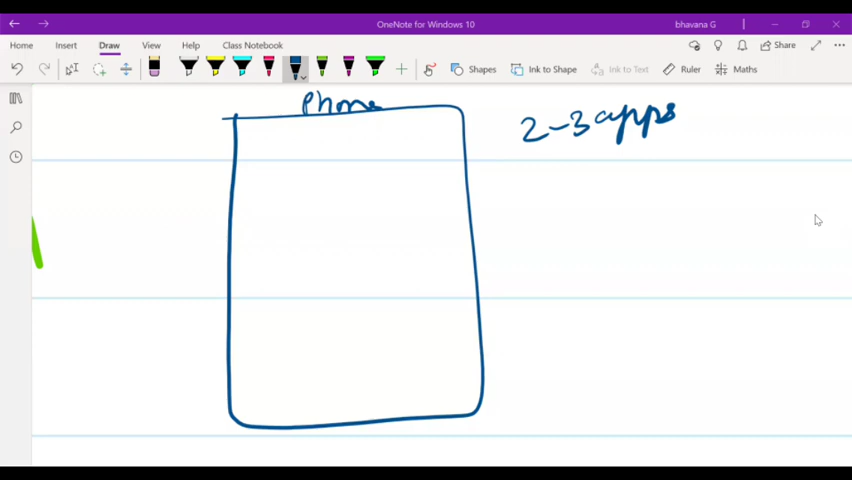 OneNote for Windows 10
bhavana G
Home Insert Draw View Help Class Notebook
Share
Shapes Ink to Shape Ink to Text Ruler Maths
Phone
2-3 apps